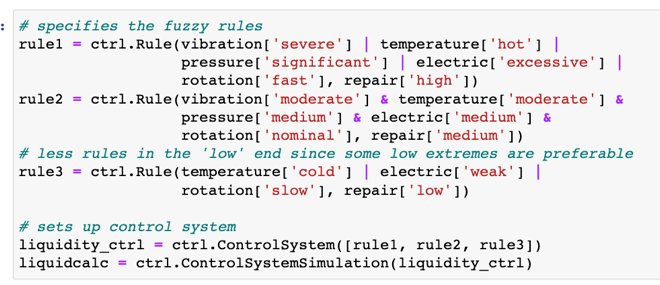 :
# specifies the fuzzy rules
rule1 = ctrl.Rule(vibration['severe'] | temperature['hot'] |
                  pressure['significant'] | electric['excessive'] |
                  rotation['fast'], repair['high'])
rule2 = ctrl.Rule(vibration['moderate'] & temperature['moderate'] &
                  pressure['medium'] & electric['medium'] &
                  rotation['nominal'], repair['medium'])
# less rules in the 'low' end since some low extremes are preferable
rule3 = ctrl.Rule(temperature['cold'] | electric['weak'] |
                  rotation['slow'], repair['low'])

# sets up control system
liquidity_ctrl = ctrl.ControlSystem([rule1, rule2, rule3])
liquidcalc = ctrl.ControlSystemSimulation(liquidity_ctrl)